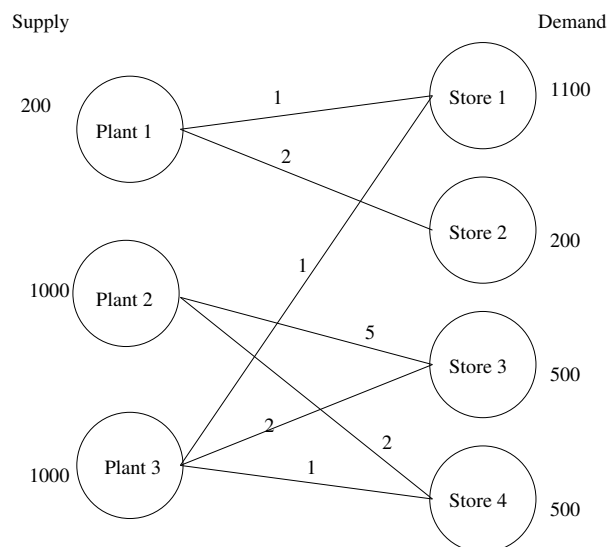 Supply
Demand
200
Plant 1
1
Store 1
1100
2
Store 2
200
1000
Plant 2
1
5
Store 3
500
2
2
1000
Plant 3
1
Store 4
500